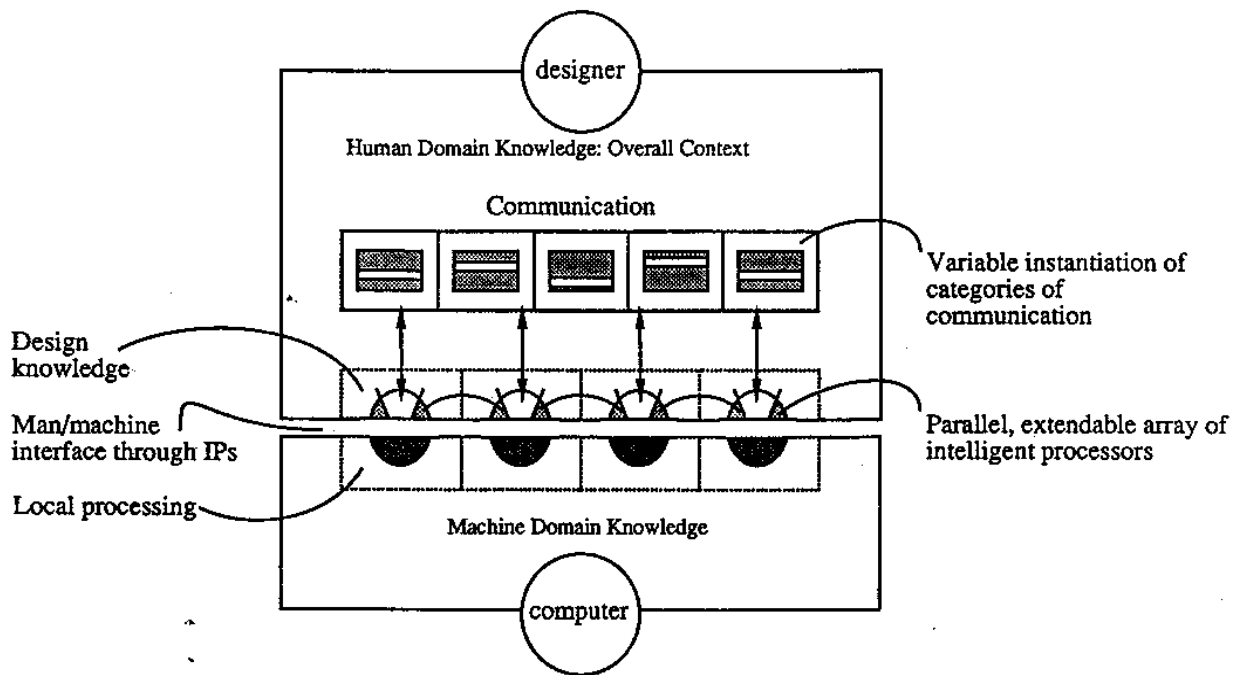 designer
Human Domain Knowledge: Overall Context
Communication
Variable instantiation of
categories of
communication
Design
knowledge
Man/machine
interface through IPs
Parallel, extendable array of
intelligent processors
Local processing
Machine Domain Knowledge
computer